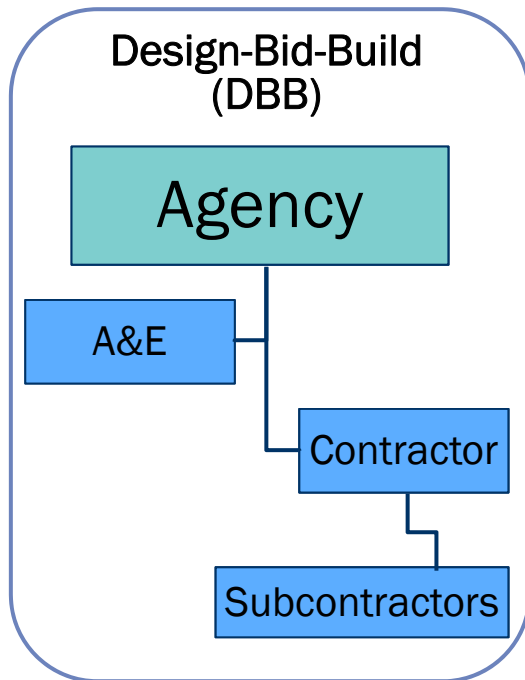 Design-Bid-Build
(DBB)
Agency
A&E
Contractor
Subcontractors